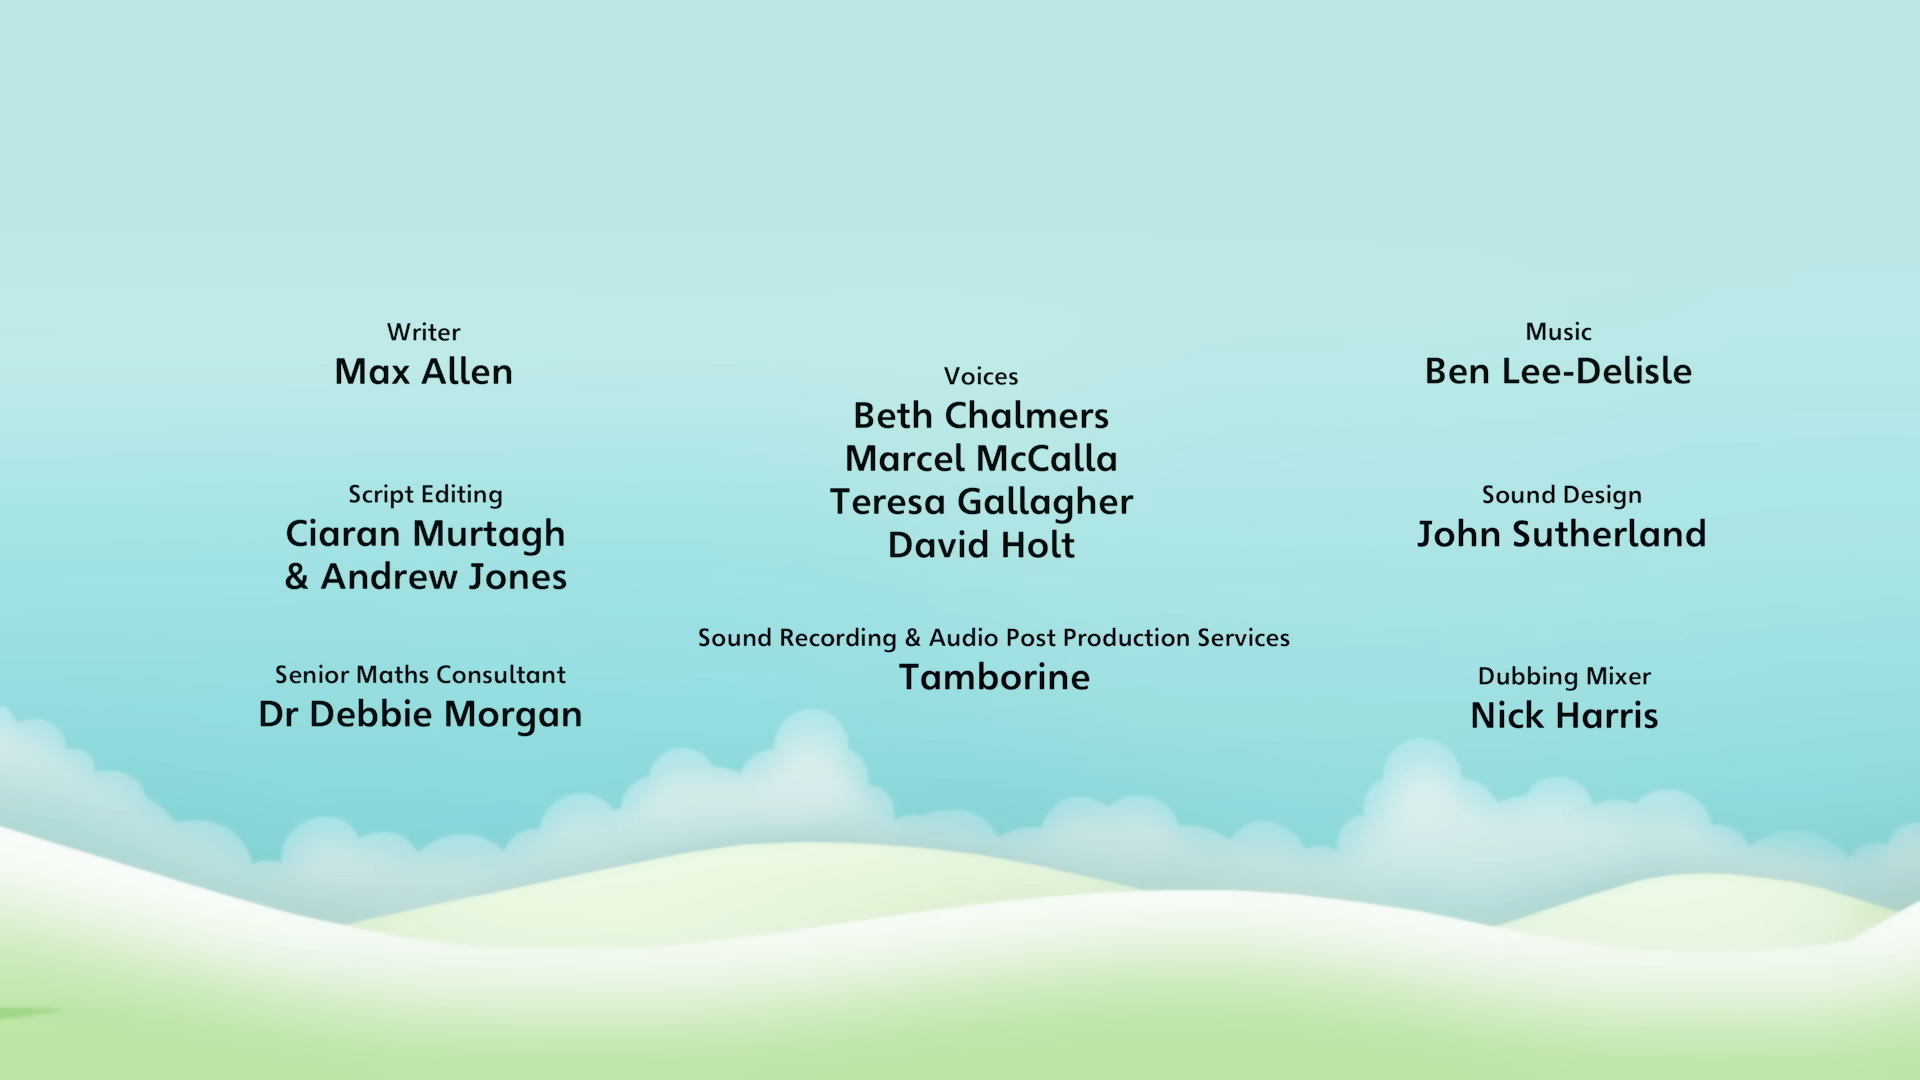 Writer
Max Allen
Script Editing
Ciaran Murtagh
& Andrew Jones
Senior Maths Consultant
Dr Debbie Morgan
Voices
Beth Chalmers
Marcel McCalla
Teresa Gallagher
David Holt
Sound Recording & Audio Post Production Services
Tamborine
Music
Ben Lee-Delisle
Sound Design
John Sutherland
Dubbing Mixer
Nick Harris